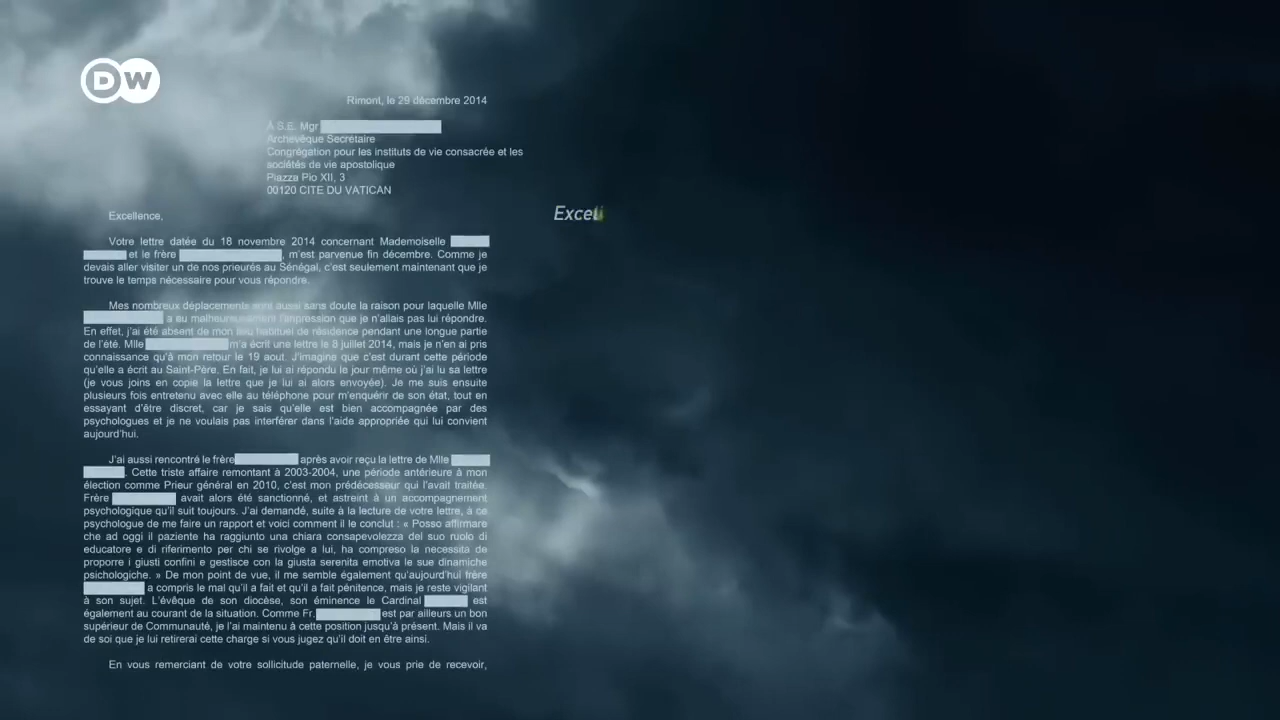 DW
Rimont, le 29 décembre 2014
À S.E. Mgr
Archevêque Secrétaire
Congrégation pour les instituts de vie consacrée et les
sociétés de vie apostolique
Piazza Pio XII, 3
00120 CITE DU VATICAN
Excellence,
Excell
Votre lettre datée du 18 novembre 2014 concernant Mademoiselle
et le frère , m'est parvenue fin décembre. Comme je
devais aller visiter un de nos prieurés au Sénégal, c'est seulement maintenant que je
trouve le temps nécessaire pour vous répondre.
Mes nombreux déplacements sont aussi sans doute la raison pour laquelle Mlle
a eu malheureusement l'impression que je n'allais pas lui répondre.
En effet, j'ai été absent de mon lieu habituel de résidence pendant une longue partie
de l'été. Mlle m'a écrit une lettre le 8 juillet 2014, mais je n'en ai pris
connaissance qu'à mon retour le 19 aout. J'imagine que c'est durant cette période
qu'elle a écrit au Saint-Père. En fait, je lui ai répondu le jour même où j'ai lu sa lettre
(je vous joins en copie la lettre que je lui ai alors envoyée). Je me suis ensuite
plusieurs fois entretenu avec elle au téléphone pour m'enquérir de son état, tout en
essayant d'être discret, car je sais qu'elle est bien accompagnée par des
psychologues et je ne voulais pas interférer dans l'aide appropriée qui lui convient
aujourd'hui.
J'ai aussi rencontré le frère après avoir reçu la lettre de Mlle
. Cette triste affaire remontant à 2003-2004, une période antérieure à mon
élection comme Prieur général en 2010, c'est mon prédécesseur qui l'avait traitée.
Frère avait alors été sanctionné, et astreint à un accompagnement
psychologique qu'il suit toujours. J'ai demandé, suite à la lecture de votre lettre, à ce
psychologue de me faire un rapport et voici comment il le conclut : « Posso affirmare
che ad oggi il paziente ha raggiunto una chiara consapevolezza del suo ruolo di
educatore e di riferimento per chi se rivolge a lui, ha compreso la necessita de
proporre i giusti confini e gestisce con la giusta serenita emotiva le sue dinamiche
psichologiche. » De mon point de vue, il me semble également qu'aujourd'hui frère
a compris le mal qu'il a fait et qu'il a fait pénitence, mais je reste vigilant
à son sujet. L'évêque de son diocèse, son éminence le Cardinal est
également au courant de la situation. Comme Fr. est par ailleurs un bon
supérieur de Communauté, je l'ai maintenu à cette position jusqu'à présent. Mais il va
de soi que je lui retirerai cette charge si vous jugez qu'il doit en être ainsi.
En vous remerciant de votre sollicitude paternelle, je vous prie de recevoir,